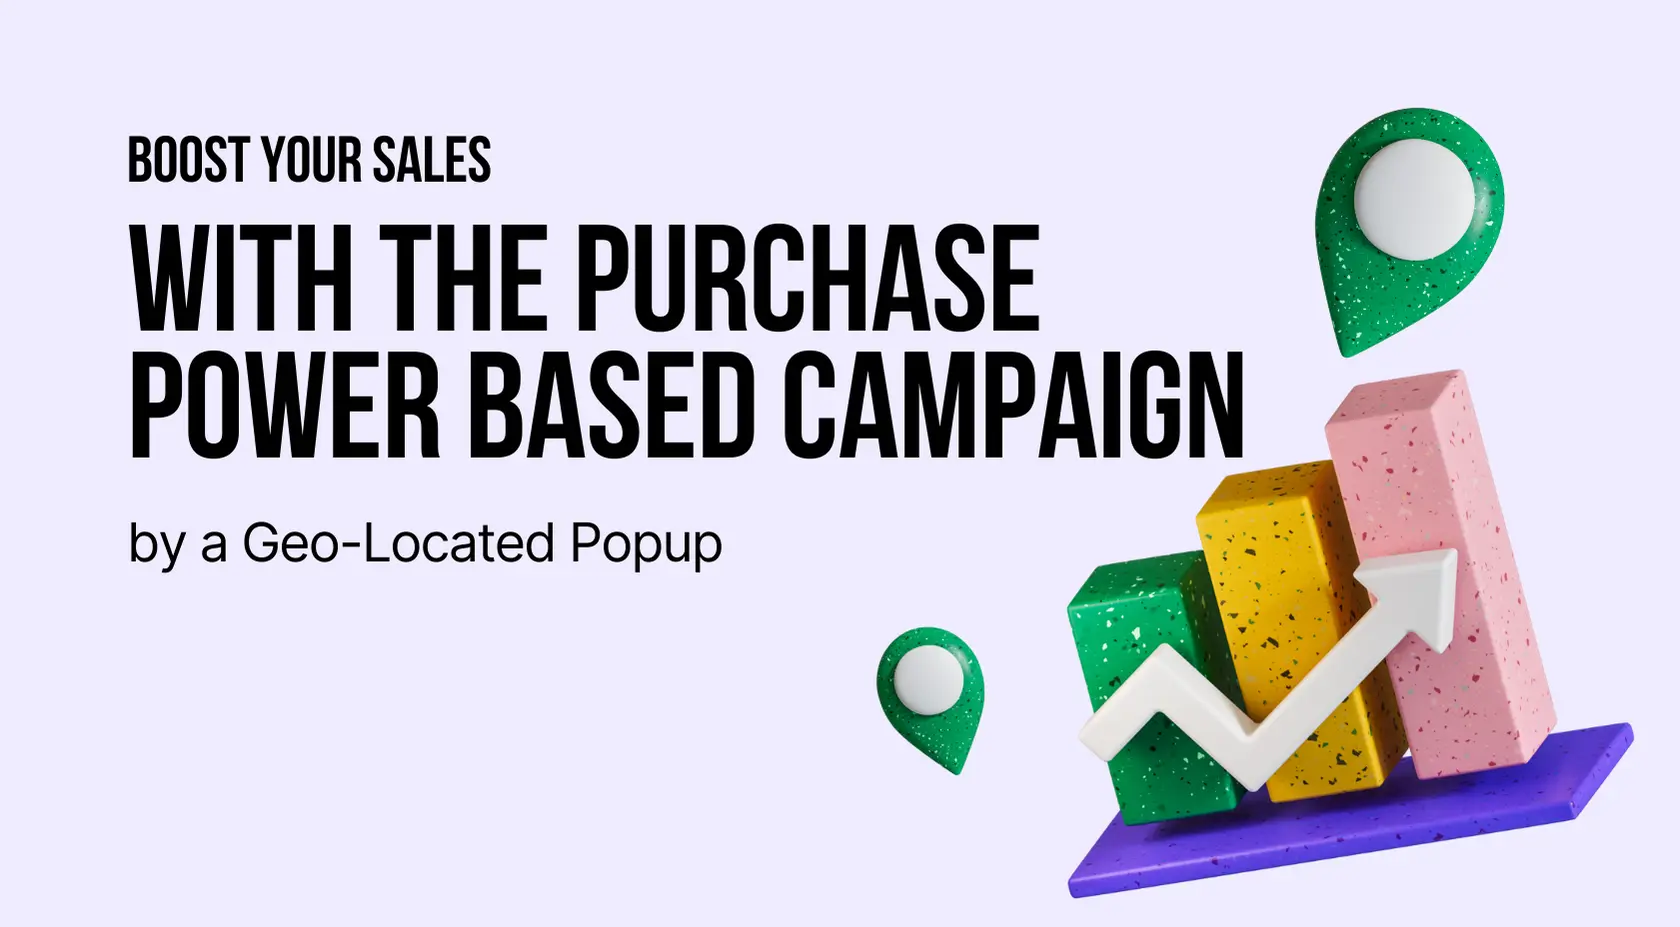 BOOST YOUR SALES
WITH THE PURCHASE
POWER BASED CAMPAIGN
by a Geo-Located Popup